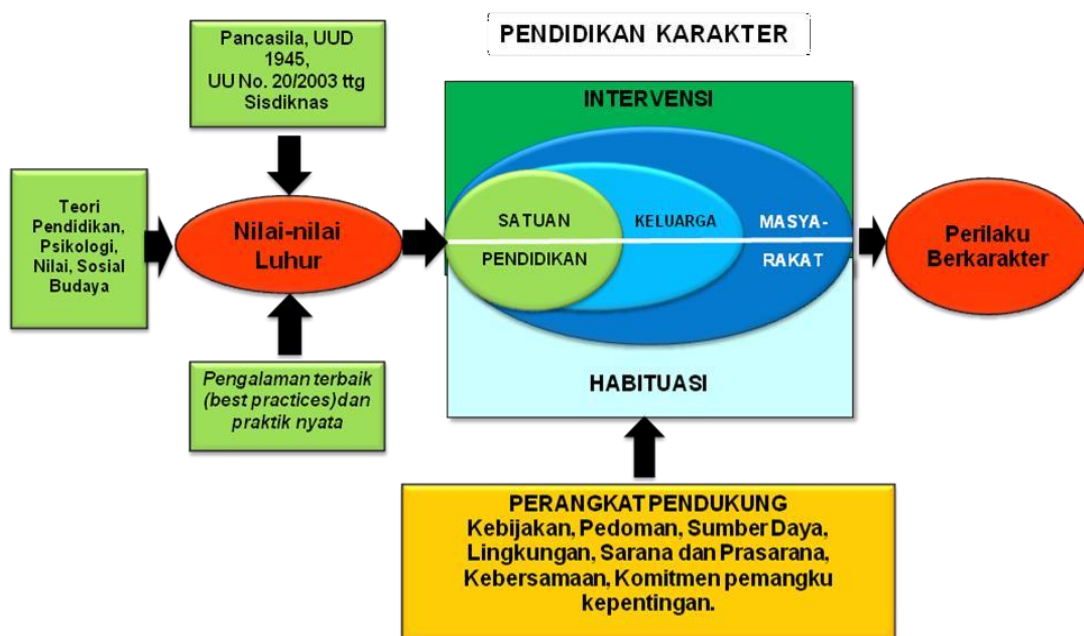 PENDIDIKAN KARAKTER
Pancasila, UUD
1945,
UU No. 20/2003 ttg
Sisdiknas
Teori
Pendidikan,
Psikologi,
Nilai, Sosial
Budaya
Nilai-nilai
Luhur
Pengalaman terbaik
(best practices)dan
praktik nyata
INTERVENSI
SATUAN
PENDIDIKAN
KELUARGA
MASYA-
RAKAT
HABITUASI
Perilaku
Berkarakter
PERANGKAT PENDUKUNG
Kebijakan, Pedoman, Sumber Daya,
Lingkungan, Sarana dan Prasarana,
Kebersamaan, Komitmen pemangku
kepentingan.